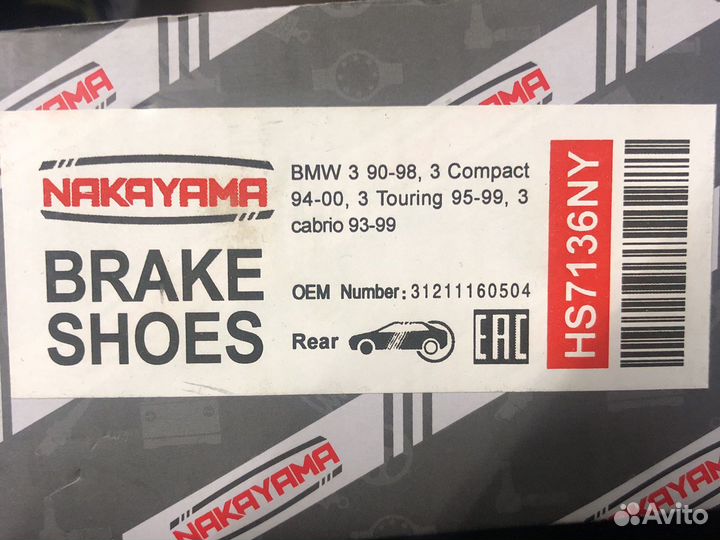 NAKAYAMA
NAKAYAMA
BRAKE
SHOES
BMW 3 90-98, 3 Compact
94-00, 3 Touring 95-99, 3
cabrio 93-99
OEM Number: 31211160504
Rear
EAC
HS7136NY
NAKAYAMA
NAKAYAMA
Avito